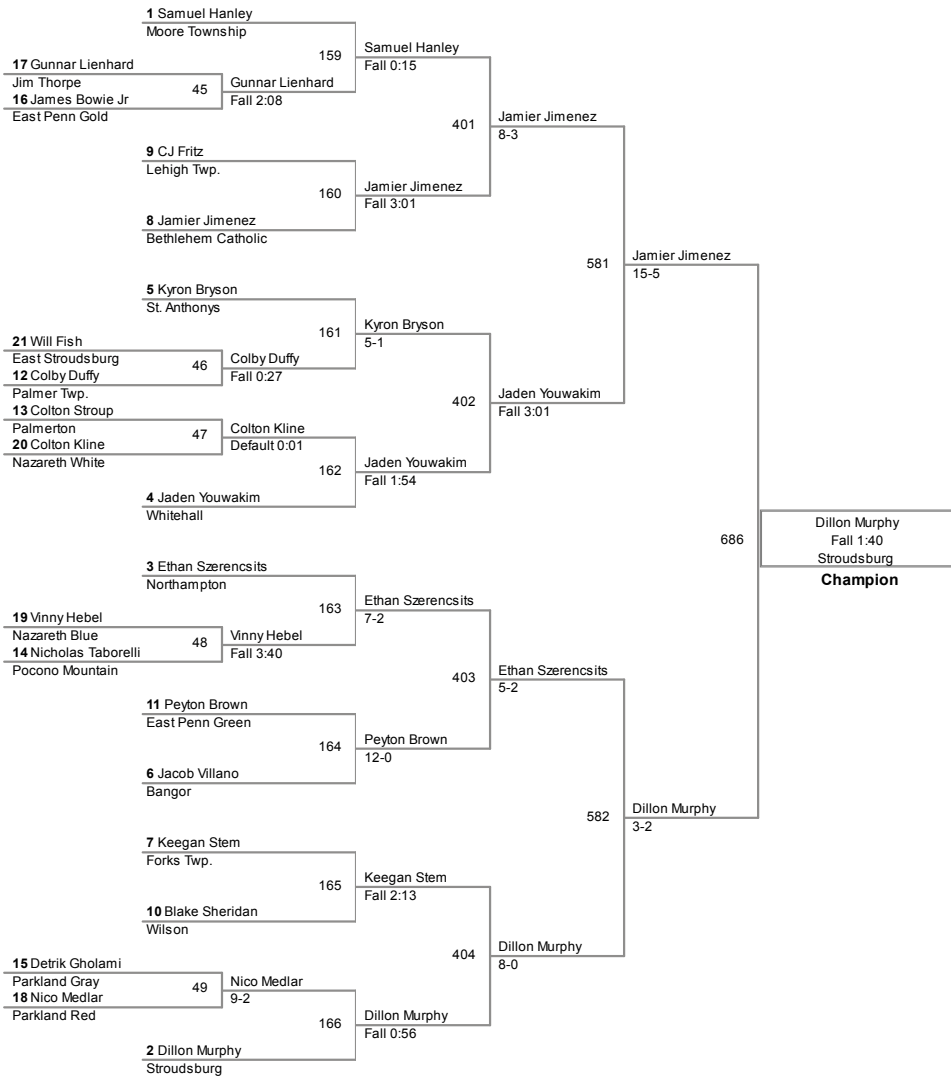 1 Samuel Hanley
Moore Township
159
Samuel Hanley
Fall 0:15
17 Gunnar Lienhard
Jim Thorpe
45
Gunnar Lienhard
Fall 2:08
16 James Bowie Jr
East Penn Gold
401
Jamier Jimenez
8-3
9 CJ Fritz
Lehigh Twp.
160
Jamier Jimenez
Fall 3:01
8 Jamier Jimenez
Bethlehem Catholic
581
Jamier Jimenez
15-5
5 Kyron Bryson
St. Anthonys
161
Kyron Bryson
5-1
21 Will Fish
East Stroudsburg
46
Colby Duffy
Fall 0:27
12 Colby Duffy
Palmer Twp.
402
Jaden Youwakim
Fall 3:01
13 Colton Stroup
Palmerton
47
Colton Kline
Default 0:01
20 Colton Kline
Nazareth White
162
Jaden Youwakim
Fall 1:54
4 Jaden Youwakim
Whitehall
686
Dillon Murphy
Fall 1:40
Stroudsburg
Champion
3 Ethan Szerencsits
Northampton
163
Ethan Szerencsits
7-2
19 Vinny Hebel
Nazareth Blue
48
Vinny Hebel
Fall 3:40
14 Nicholas Taborelli
Pocono Mountain
403
Ethan Szerencsits
5-2
11 Peyton Brown
East Penn Green
164
Peyton Brown
12-0
6 Jacob Villano
Bangor
582
Dillon Murphy
3-2
7 Keegan Stem
Forks Twp.
165
Keegan Stem
Fall 2:13
10 Blake Sheridan
Wilson
404
Dillon Murphy
8-0
15 Detrik Gholami
Parkland Gray
49
Nico Medlar
9-2
18 Nico Medlar
Parkland Red
166
Dillon Murphy
Fall 0:56
2 Dillon Murphy
Stroudsburg